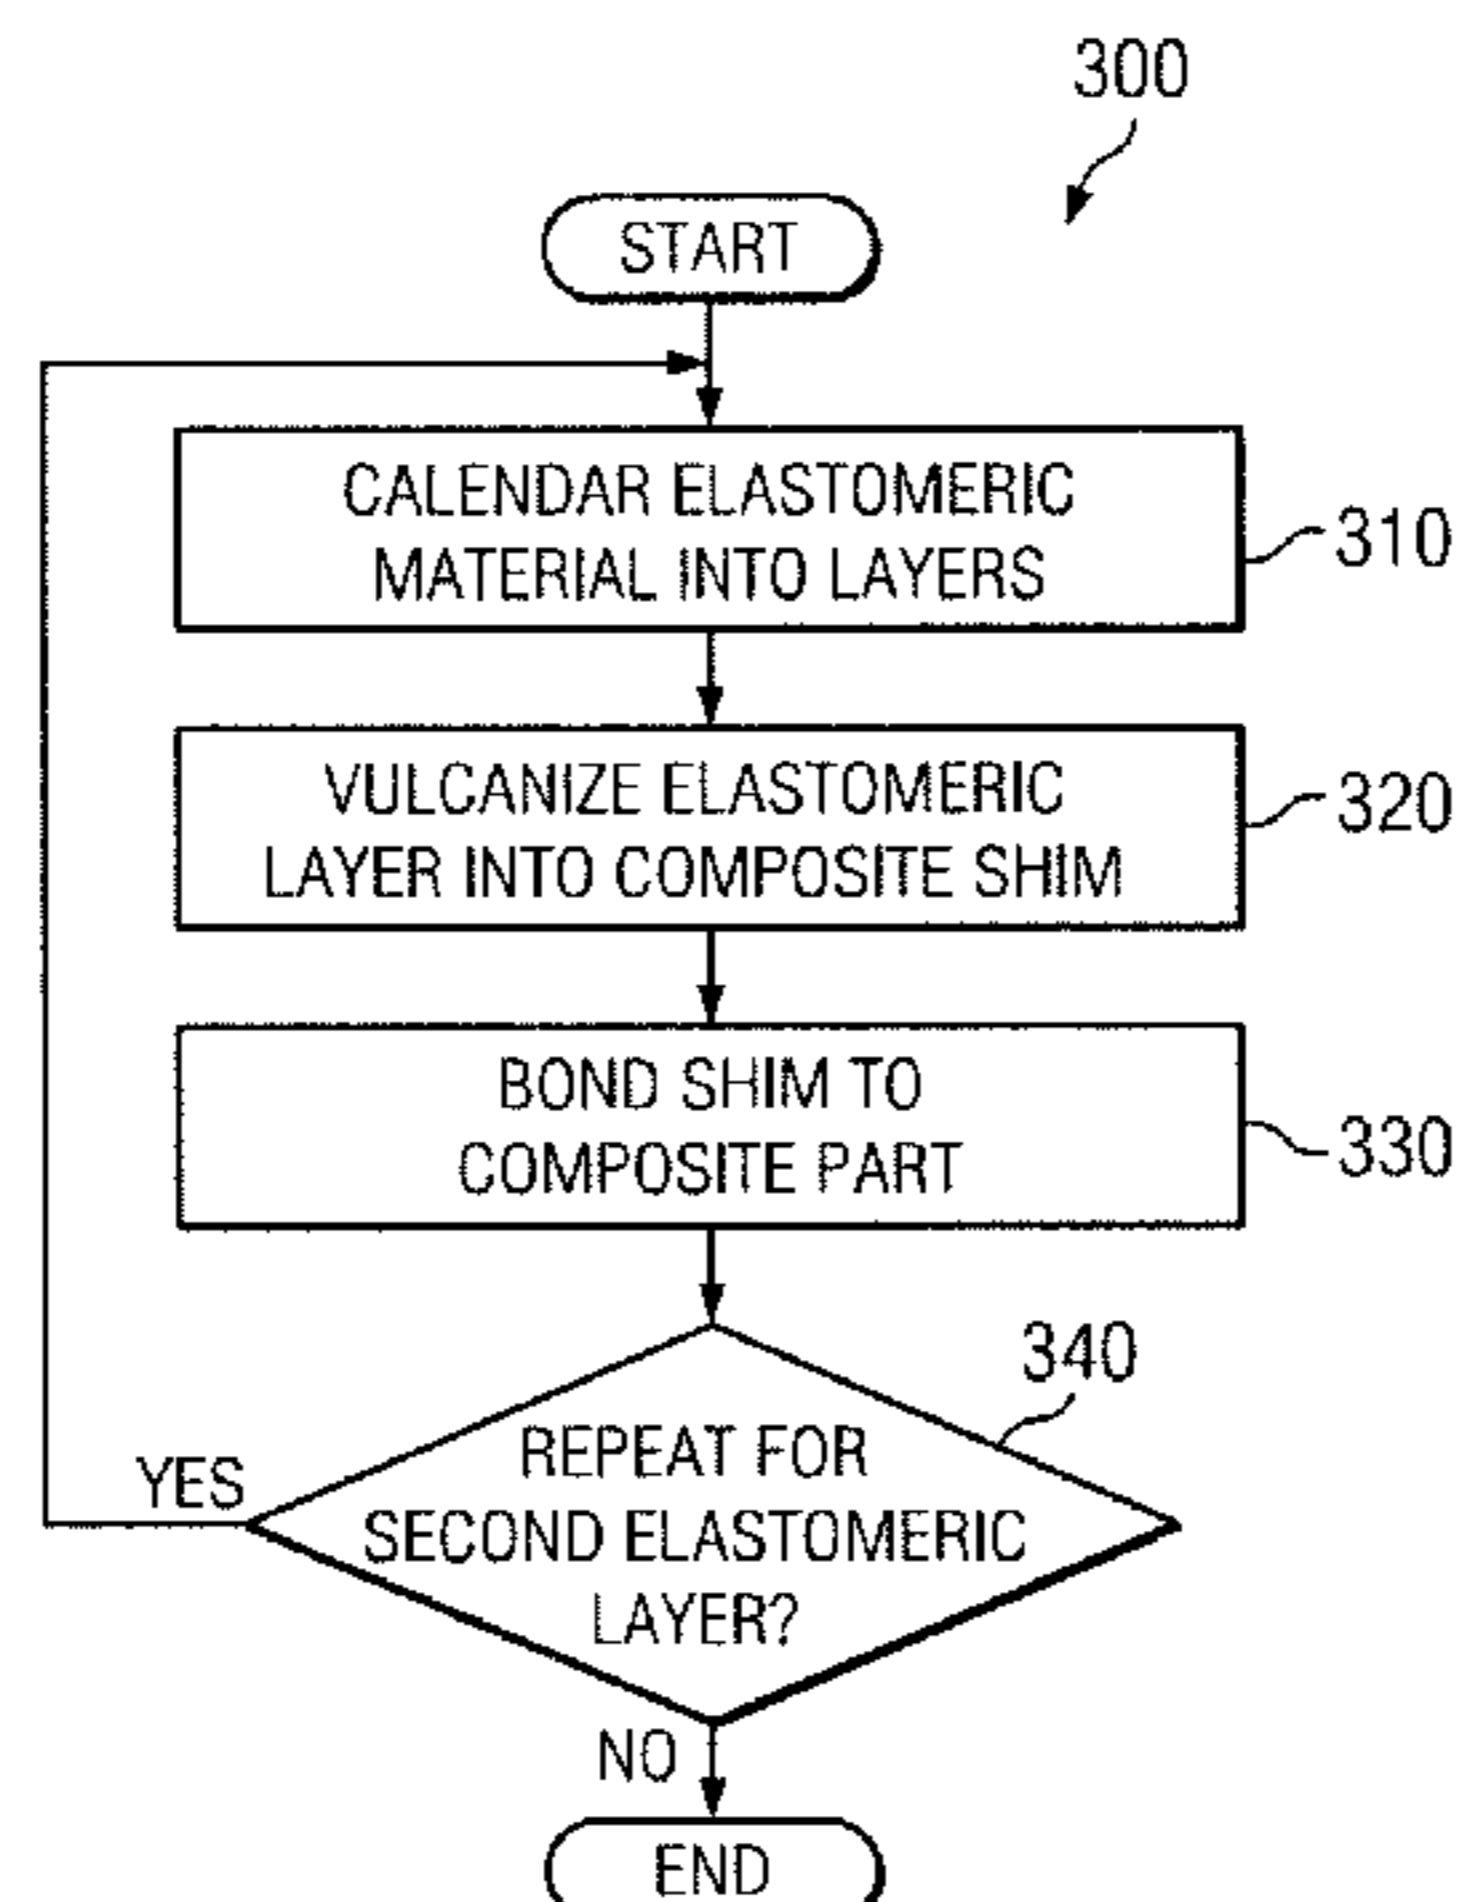 300
START
CALENDAR ELASTOMERIC
MATERIAL INTO LAYERS
310
VULCANIZE ELASTOMERIC
LAYER INTO COMPOSITE SHIM
320
BOND SHIM TO
COMPOSITE PART
330
340
REPEAT FOR
SECOND ELASTOMERIC
LAYER?
YES
NO
END